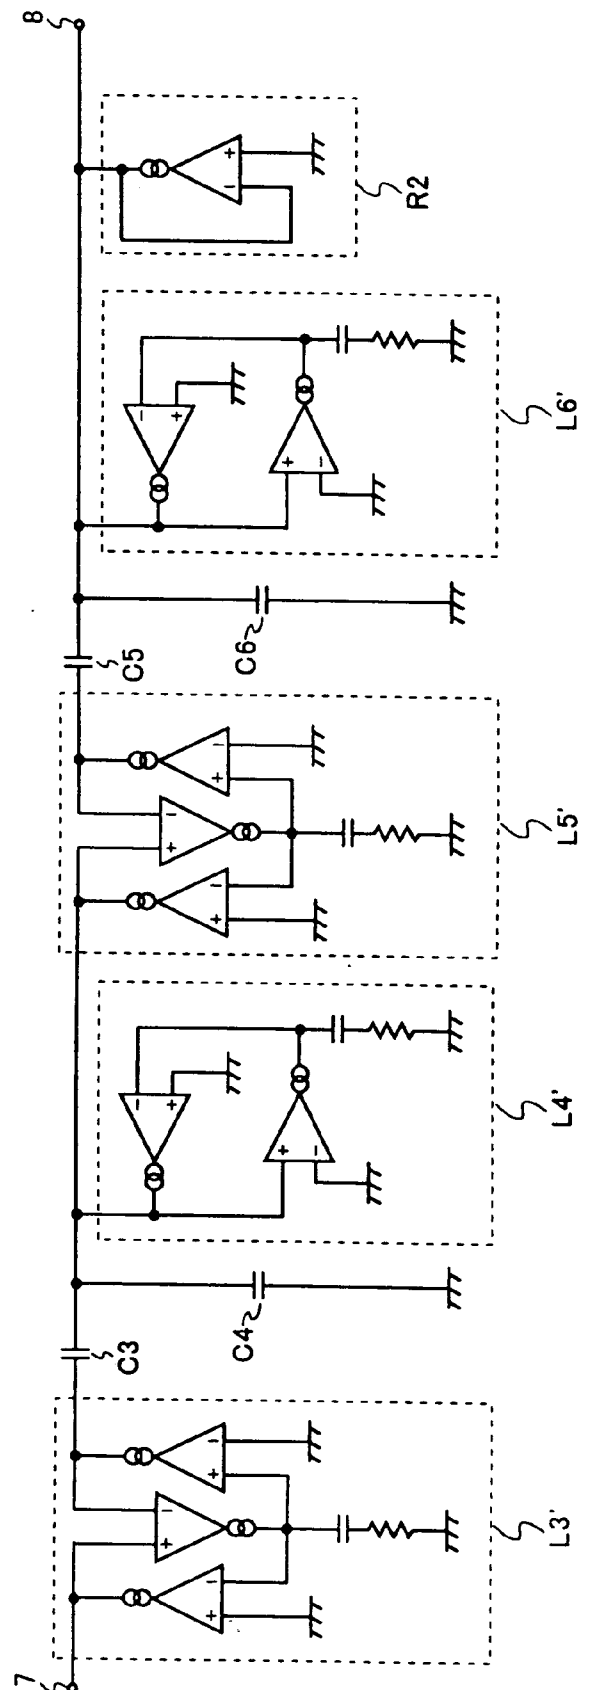 8
+
−
R2
−
+
+
−
L6'
C5
C6
−
+
−
+
−
+
L5'
−
+
+
−
L4'
C3
C4
−
+
−
+
−
+
L3'
7